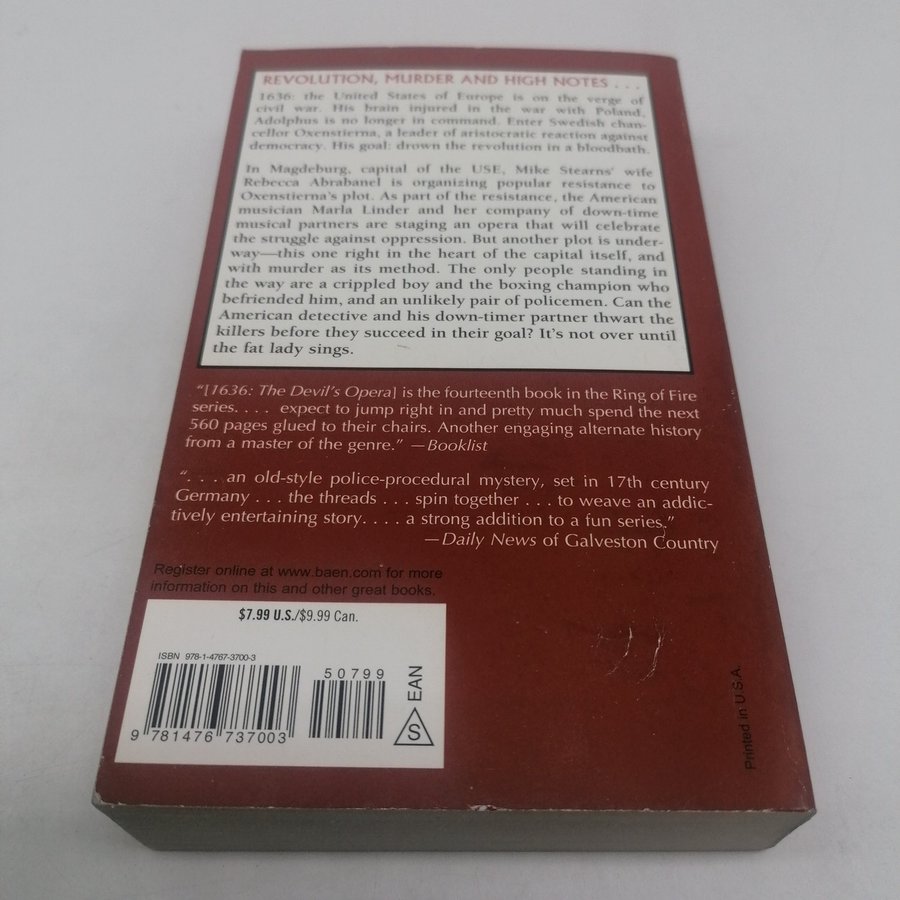 REVOLUTION, MURDER AND HIGH NOTES . . .
1636: the United States of Europe is on the verge of
civil war. His brain injured in the war with Poland,
Adolphus is no longer in command. Enter Swedish chan-
cellor Oxenstierna, a leader of aristocratic reaction against
democracy. His goal: drown the revolution in a bloodbath.
In Magdeburg, capital of the USE, Mike Stearns' wife
Rebecca Abrabanel is organizing popular resistance to
Oxenstierna's plot. As part of the resistance, the American
musician Marla Linder and her company of down-time
musical partners are staging an opera that will celebrate
the struggle against oppression. But another plot is under-
way—this one right in the heart of the capital itself, and
with murder as its method. The only people standing in
the way are a crippled boy and the boxing champion who
befriended him, and an unlikely pair of policemen. Can the
American detective and his down-timer partner thwart the
killers before they succeed in their goal? It's not over until
the fat lady sings.
"[1636: The Devil's Opera] is the fourteenth book in the Ring of Fire
series. . . . expect to jump right in and pretty much spend the next
560 pages glued to their chairs. Another engaging alternate history
from a master of the genre." —Booklist
". . . an old-style police-procedural mystery, set in 17th century
Germany . . . the threads . . . spin together . . . to weave an addic-
tively entertaining story. . . . a strong addition to a fun series."
—Daily News of Galveston Country
Register online at www.baen.com for more
information on this and other great books.
$7.99 U.S./$9.99 Can.
ISBN 978-1-4767-3700-3
50799
9 781476 737003
S EAN
Printed in U.S.A.